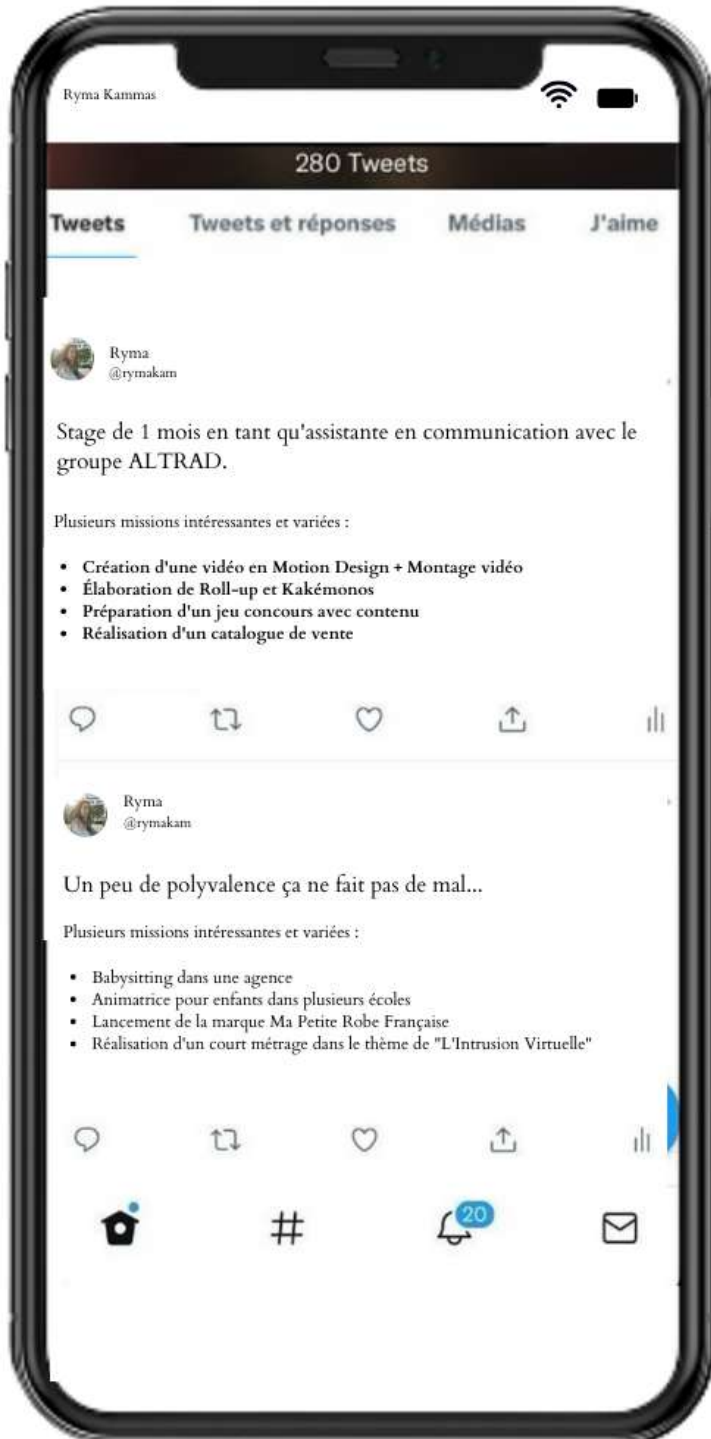 Ryma Kammas
280 Tweets
Tweets Tweets et réponses Médias J'aime
Ryma
@rymakam
Stage de 1 mois en tant qu'assistante en communication avec le
groupe ALTRAD.
Plusieurs missions intéressantes et variées :
• Création d'une vidéo en Motion Design + Montage vidéo
• Élaboration de Roll-up et Kakémonos
• Préparation d'un jeu concours avec contenu
• Réalisation d'un catalogue de vente
Ryma
@rymakam
Un peu de polyvalence ça ne fait pas de mal...
Plusieurs missions intéressantes et variées :
• Babysitting dans une agence
• Animatrice pour enfants dans plusieurs écoles
• Lancement de la marque Ma Petite Robe Française
• Réalisation d'un court métrage dans le thème de "L'Intrusion Virtuelle"
20